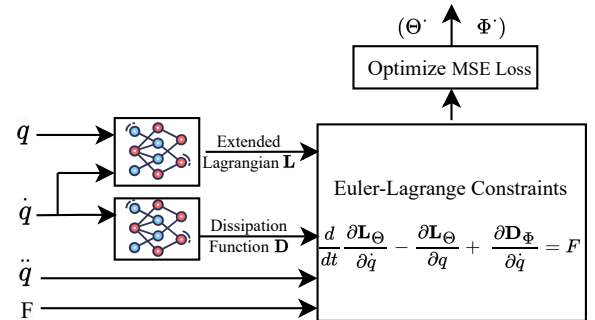 (Θ˙ Φ˙)
Optimize MSE Loss
q
Extended
Lagrangian L
Euler-Lagrange Constraints
q̇
Dissipation
Function D
d/dt ∂L_Θ/∂q̇ − ∂L_Θ/∂q + ∂D_Φ/∂q̇ = F
q̈
F